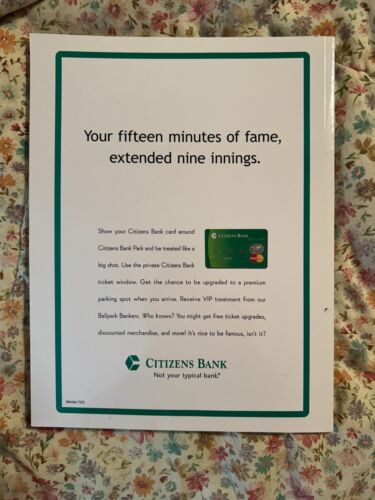 Your fifteen minutes of fame,
extended nine innings.
Show your Citizens Bank card around
Citizens Bank Park and be treated like a
big shot. Use the private Citizens Bank
ticket window. Get the chance to be upgraded to a premium
parking spot when you arrive. Receive VIP treatment from our
Ballpark Bankers. Who knows? You might get free ticket upgrades,
discounted merchandise, and more! It's nice to be famous, isn't it?
CITIZENS BANK
MasterCard
CITIZENS BANK
Not your typical bank.®
Member FDIC